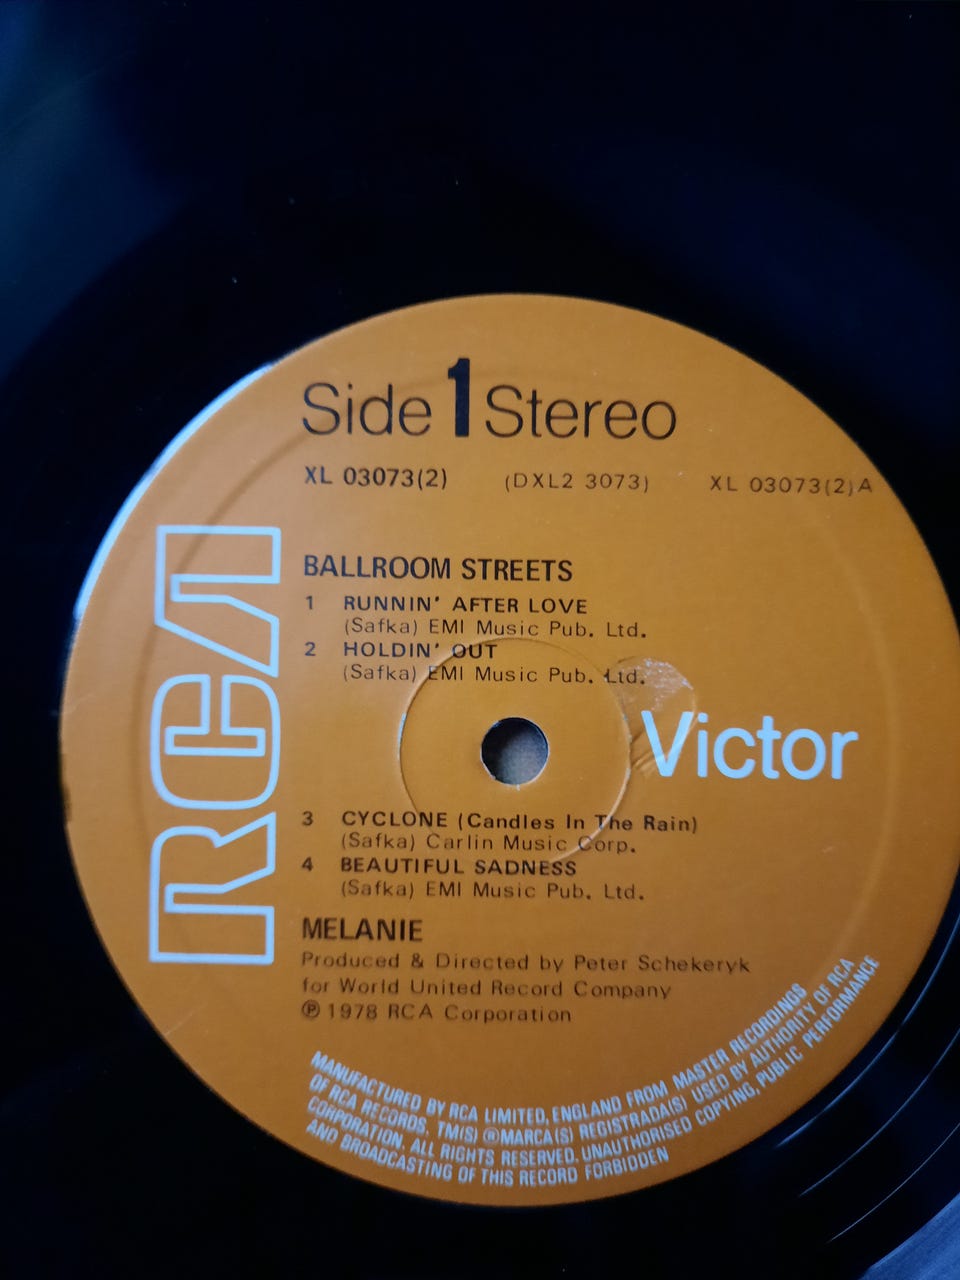 Side 1 Stereo
XL 03073(2) (DXL2 3073) XL 03073(2)A
BALLROOM STREETS
1 RUNNIN' AFTER LOVE
(Safka) EMI Music Pub. Ltd.
2 HOLDIN' OUT
(Safka) EMI Music Pub. Ltd.
RCA
Victor
3 CYCLONE (Candles In The Rain)
(Safka) Carlin Music Corp.
4 BEAUTIFUL SADNESS
(Safka) EMI Music Pub. Ltd.
MELANIE
Produced & Directed by Peter Schekeryk
for World United Record Company
℗ 1978 RCA Corporation
MANUFACTURED BY RCA LIMITED, ENGLAND FROM MASTER RECORDINGS
OF RCA RECORDS. TM(S) ® MARCA(S) REGISTRADA(S) USED BY AUTHORITY OF RCA
CORPORATION. ALL RIGHTS RESERVED. UNAUTHORISED COPYING, PUBLIC PERFORMANCE
AND BROADCASTING OF THIS RECORD FORBIDDEN